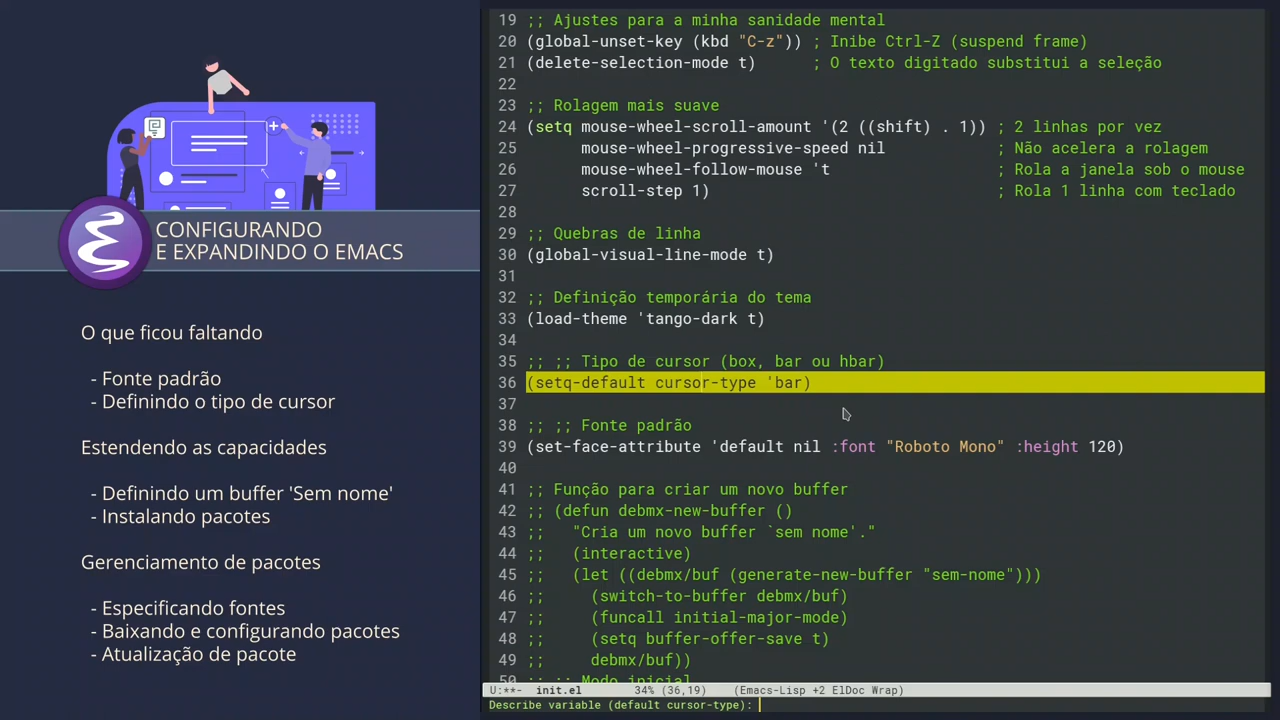 CONFIGURANDO
E EXPANDINDO O EMACS
O que ficou faltando
- Fonte padrão
- Definindo o tipo de cursor
Estendendo as capacidades
- Definindo um buffer 'Sem nome'
- Instalando pacotes
Gerenciamento de pacotes
- Especificando fontes
- Baixando e configurando pacotes
- Atualização de pacote
19 ;; Ajustes para a minha sanidade mental
20 (global-unset-key (kbd "C-z")) ; Inibe Ctrl-Z (suspend frame)
21 (delete-selection-mode t)      ; O texto digitado substitui a seleção
22
23 ;; Rolagem mais suave
24 (setq mouse-wheel-scroll-amount '(2 ((shift) . 1)) ; 2 linhas por vez
25       mouse-wheel-progressive-speed nil            ; Não acelera a rolagem
26       mouse-wheel-follow-mouse 't                  ; Rola a janela sob o mouse
27       scroll-step 1)                               ; Rola 1 linha com teclado
28
29 ;; Quebras de linha
30 (global-visual-line-mode t)
31
32 ;; Definição temporária do tema
33 (load-theme 'tango-dark t)
34
35 ;; ;; Tipo de cursor (box, bar ou hbar)
36 (setq-default cursor-type 'bar)
37
38 ;; ;; Fonte padrão
39 (set-face-attribute 'default nil :font "Roboto Mono" :height 120)
40
41 ;; Função para criar um novo buffer
42 ;; (defun debmx-new-buffer ()
43 ;;   "Cria um novo buffer `sem nome'."
44 ;;   (interactive)
45 ;;   (let ((debmx/buf (generate-new-buffer "sem-nome")))
46 ;;     (switch-to-buffer debmx/buf)
47 ;;     (funcall initial-major-mode)
48 ;;     (setq buffer-offer-save t)
49 ;;     debmx/buf))
50 ;; ;; Modo inicial
U:**-  init.el      34% (36,19)   (Emacs-Lisp +2 ElDoc Wrap)
Describe variable (default cursor-type):